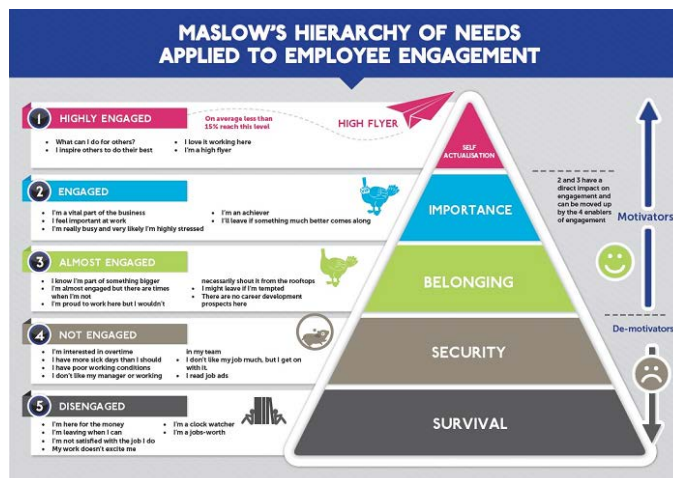 MASLOW'S HIERARCHY OF NEEDS
APPLIED TO EMPLOYEE ENGAGEMENT
1 HIGHLY ENGAGED
On average less than
15% reach this level
HIGH FLYER
• What can I do for others?
• I inspire others to do their best
• I love it working here
• I'm a high flyer
SELF
ACTUALISATION
2 ENGAGED
• I'm a vital part of the business
• I feel important at work
• I'm really busy and very likely I'm highly stressed
• I'm an achiever
• I'll leave if something much better comes along
IMPORTANCE
2 and 3 have a
direct impact on
engagement and
can be moved up
by the 4 enablers
of engagement
Motivators
3 ALMOST ENGAGED
• I know I'm part of something bigger
• I'm almost engaged but there are times
when I'm not
• I'm proud to work here but I wouldn't
necessarily shout it from the rooftops
• I might leave if I'm tempted
• There are no career development
prospects here
BELONGING
De-motivators
4 NOT ENGAGED
• I'm interested in overtime
• I have more sick days than I should
• I have poor working conditions
• I don't like my manager or working
in my team
• I don't like my job much, but I get on
with it.
• I read job ads
SECURITY
5 DISENGAGED
• I'm here for the money
• I'm leaving when I can
• I'm not satisfied with the job I do
• My work doesn't excite me
• I'm a clock watcher
• I'm a jobs-worth
SURVIVAL